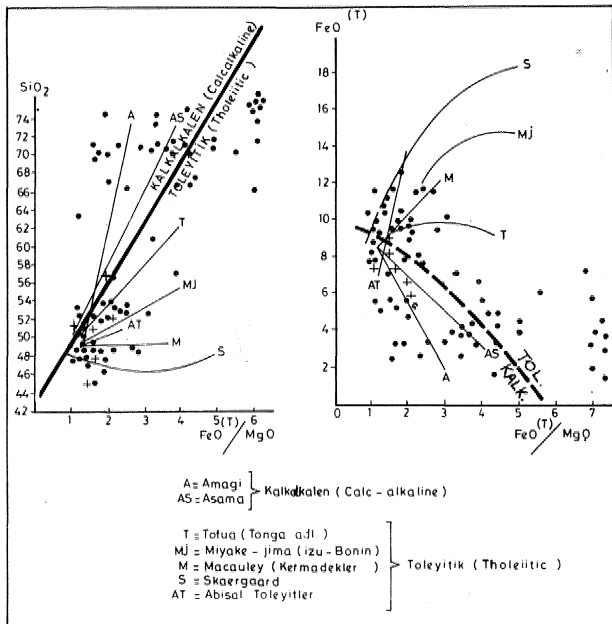 SiO2
74
72
70
68
66
64
62
60
58
56
54
52
50
48
46
44
42
1
2
3
4
5
6
FeO(T)/MgO
A
AS
KALKALKALEN (Calcalkaline)
TOLEYITIK (Tholeiitic)
T
MJ
AT
M
S
FeO(T)
18
16
14
12
10
8
6
4
2
0
1
2
3
4
5
6
7
FeO(T)/MgO
S
MJ
M
T
AT
AS
A
TOL.
KALK.
A = Amagi
AS = Asama
Kalkalkalen (Calc-alkaline)
T = Tofua (Tonga adl.)
MJ = Miyake-jima (izu-Bonin)
M = Macauley (Kermadekler)
S = Skaergaard
AT = Abisal Toleyitler
Toleyitik (Tholeiitic)